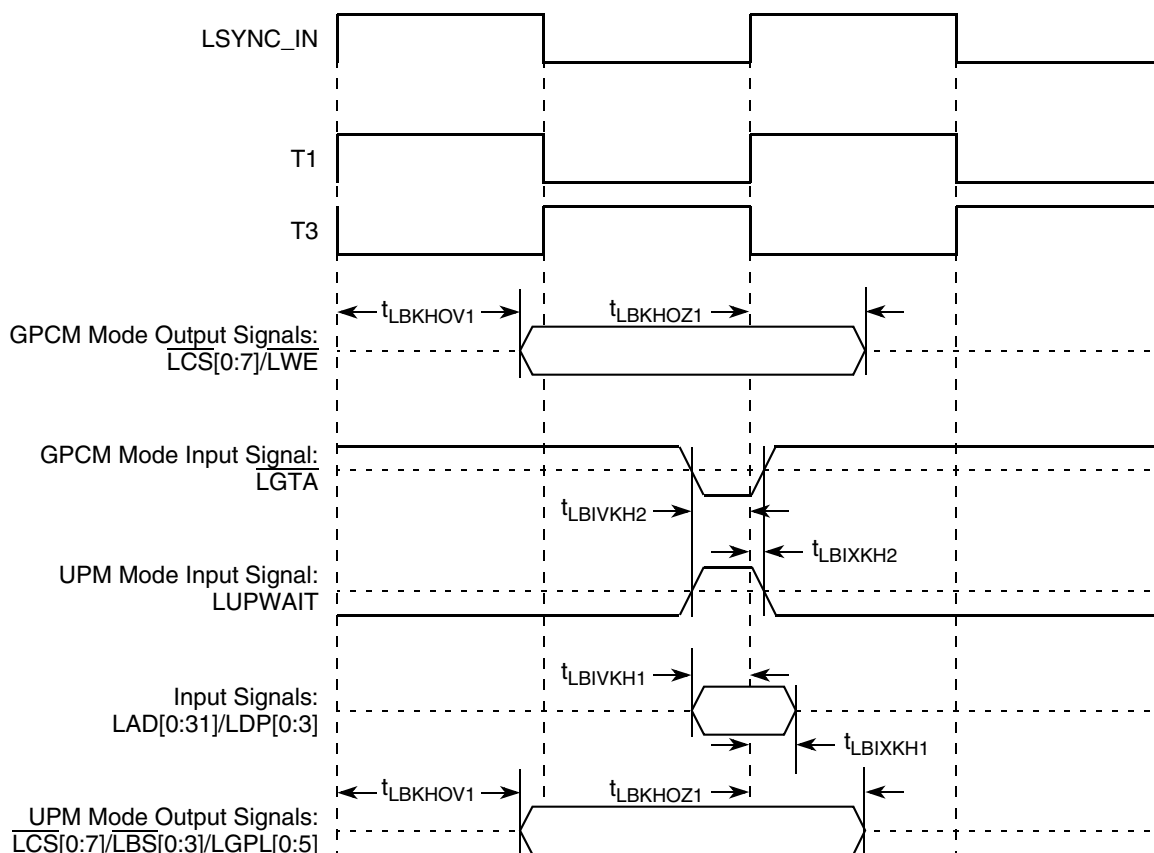 LSYNC_IN
T1
T3
tLBKHOV1
tLBKHOZ1
GPCM Mode Output Signals:
LCS[0:7]/LWE
GPCM Mode Input Signal:
LGTA
tLBIVKH2
tLBIXKH2
UPM Mode Input Signal:
LUPWAIT
tLBIVKH1
Input Signals:
LAD[0:31]/LDP[0:3]
tLBIXKH1
tLBKHOV1
tLBKHOZ1
UPM Mode Output Signals:
LCS[0:7]/LBS[0:3]/LGPL[0:5]